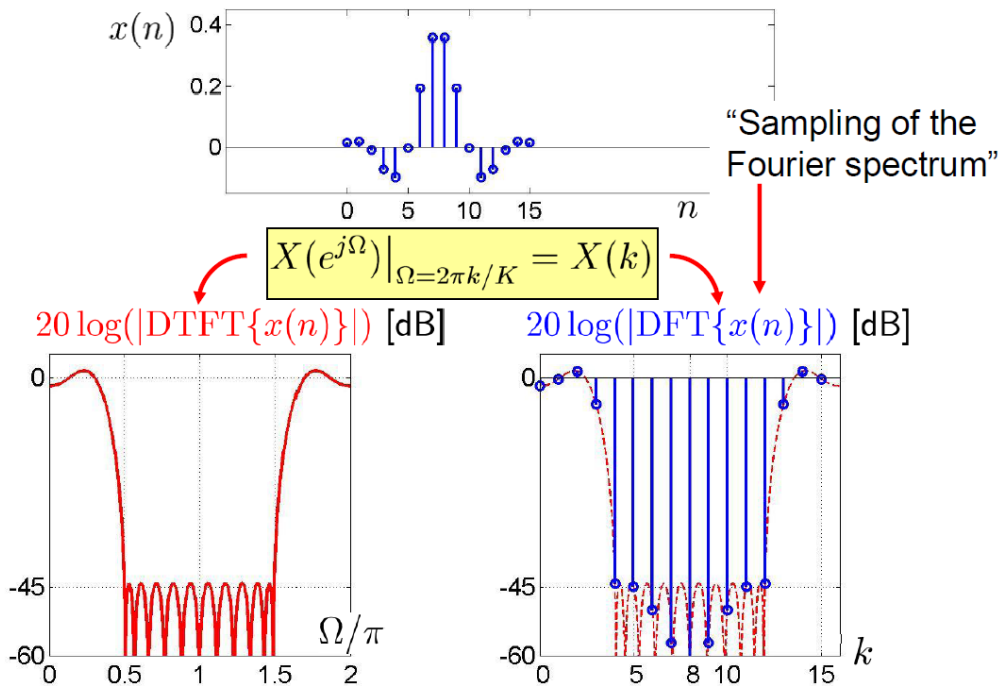 x(n)
0.4
0.2
0
0 5 10 15
n
“Sampling of the
Fourier spectrum”
X(e^{jΩ})|_{Ω=2πk/K} = X(k)
20 log(|DTFT{x(n)}|) [dB]
0
-45
-60
0 0.5 1 1.5 2
Ω/π
20 log(|DFT{x(n)}|) [dB]
0
-45
-60
0 5 8 10 15
k